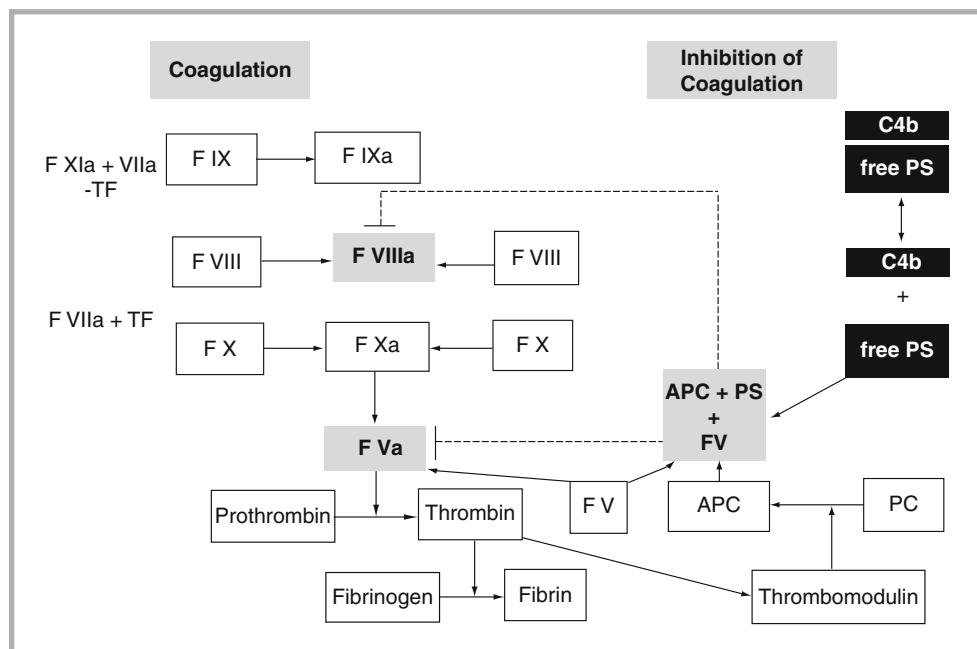 Coagulation
Inhibition of
Coagulation
C4b
free PS
F XIa + VIIa
-TF
F IX
F IXa
F VIII
F VIIIa
F VIII
C4b
+
F VIIa + TF
F X
F Xa
F X
free PS
APC + PS
+
FV
F Va
Prothrombin
Thrombin
F V
APC
PC
Fibrinogen
Fibrin
Thrombomodulin